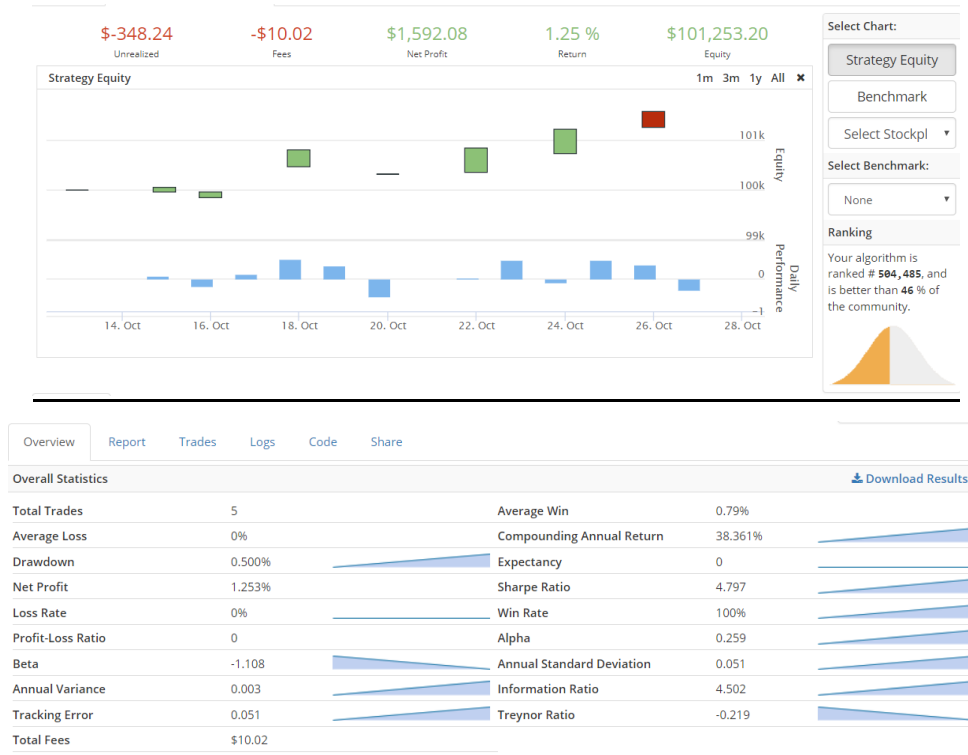 $-348.24 -$10.02 $1,592.08 1.25 % $101,253.20
Unrealized Fees Net Profit Return Equity
Strategy Equity 1m 3m 1y All ✖
101k
100k
99k
Equity
0
-1
Daily
Performance
14. Oct 16. Oct 18. Oct 20. Oct 22. Oct 24. Oct 26. Oct 28. Oct
Select Chart:
Strategy Equity
Benchmark
Select Stockpl
Select Benchmark:
None
Ranking
Your algorithm is
ranked # 504,485, and
is better than 46 % of
the community.
Overview Report Trades Logs Code Share
Overall Statistics Download Results
Total Trades 5 Average Win 0.79%
Average Loss 0% Compounding Annual Return 38.361%
Drawdown 0.500% Expectancy 0
Net Profit 1.253% Sharpe Ratio 4.797
Loss Rate 0% Win Rate 100%
Profit-Loss Ratio 0 Alpha 0.259
Beta -1.108 Annual Standard Deviation 0.051
Annual Variance 0.003 Information Ratio 4.502
Tracking Error 0.051 Treynor Ratio -0.219
Total Fees $10.02